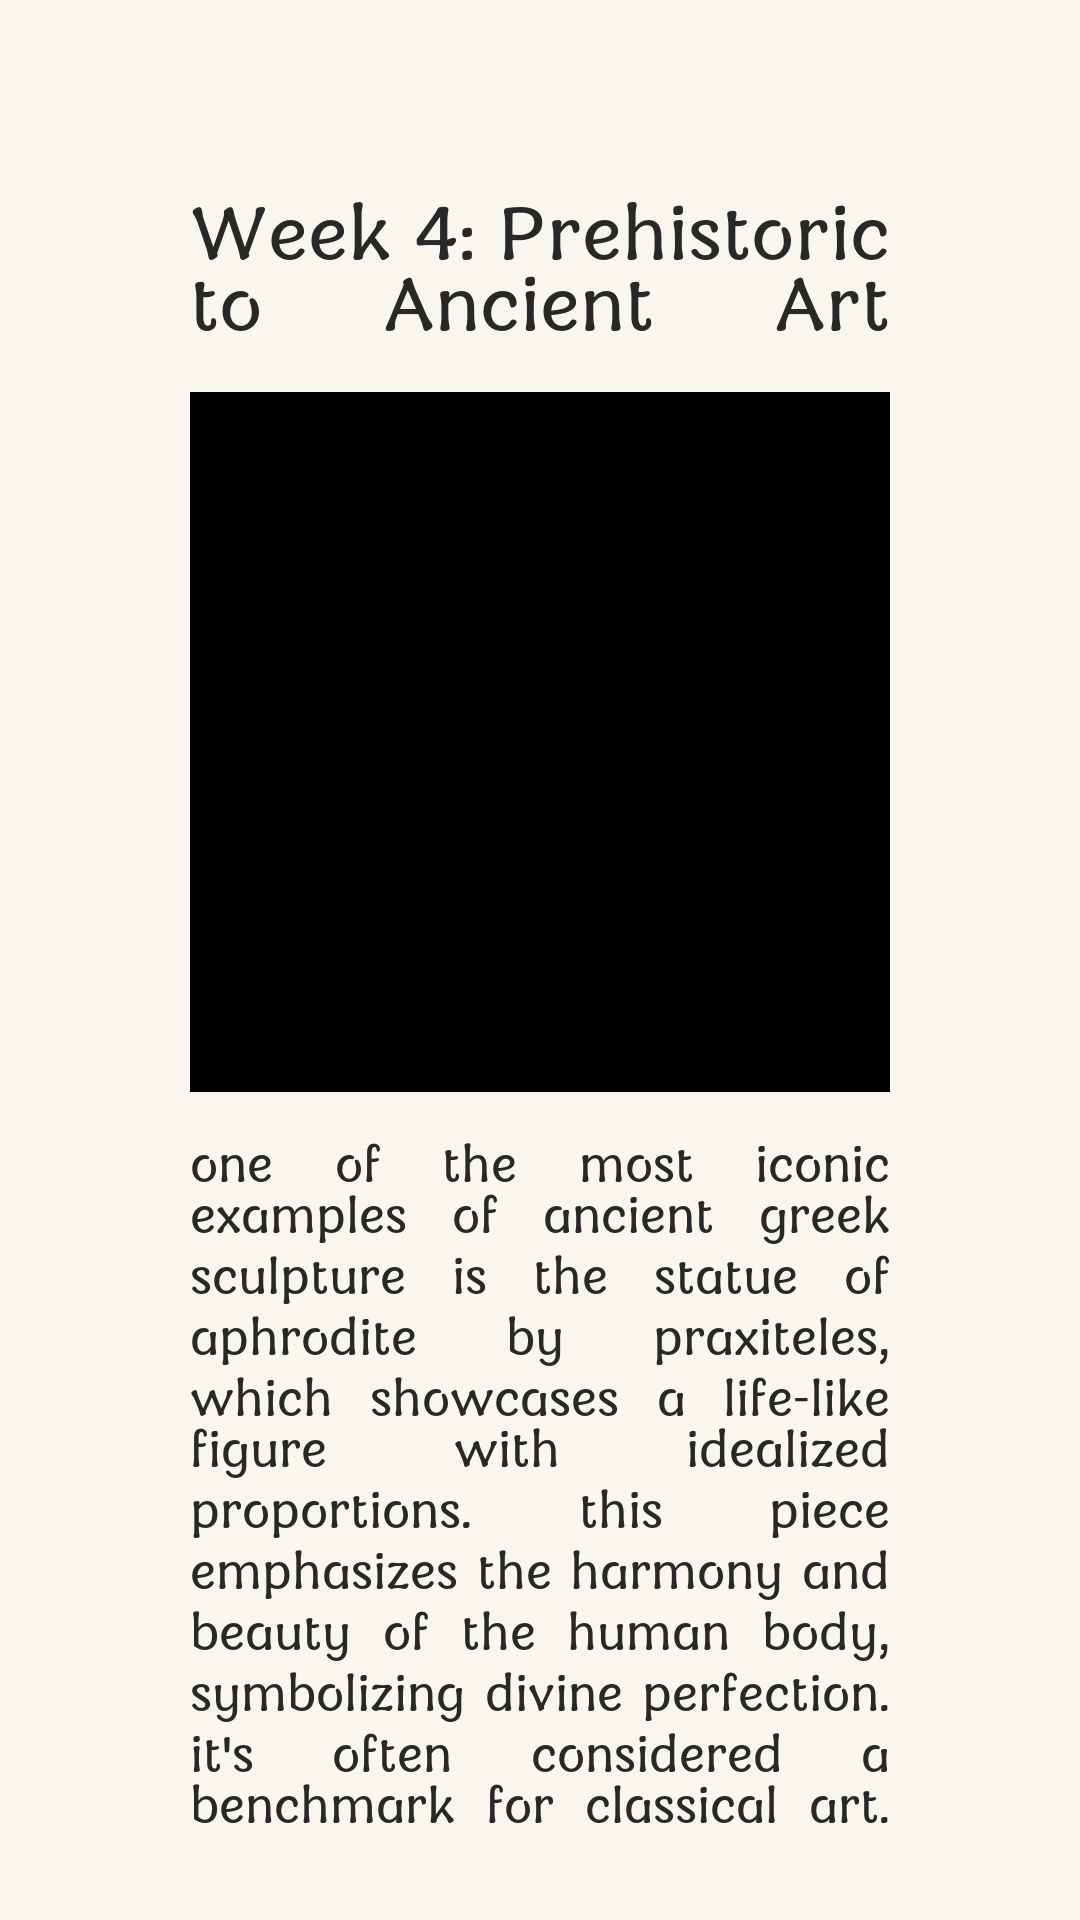 Week 4: Prehistoric
to Ancient Art
one of the most iconic
examples of ancient greek
sculpture is the statue of
aphrodite by praxiteles,
which showcases a life-like
figure with idealized
proportions. this piece
emphasizes the harmony and
beauty of the human body,
symbolizing divine perfection.
it's often considered a
benchmark for classical art.